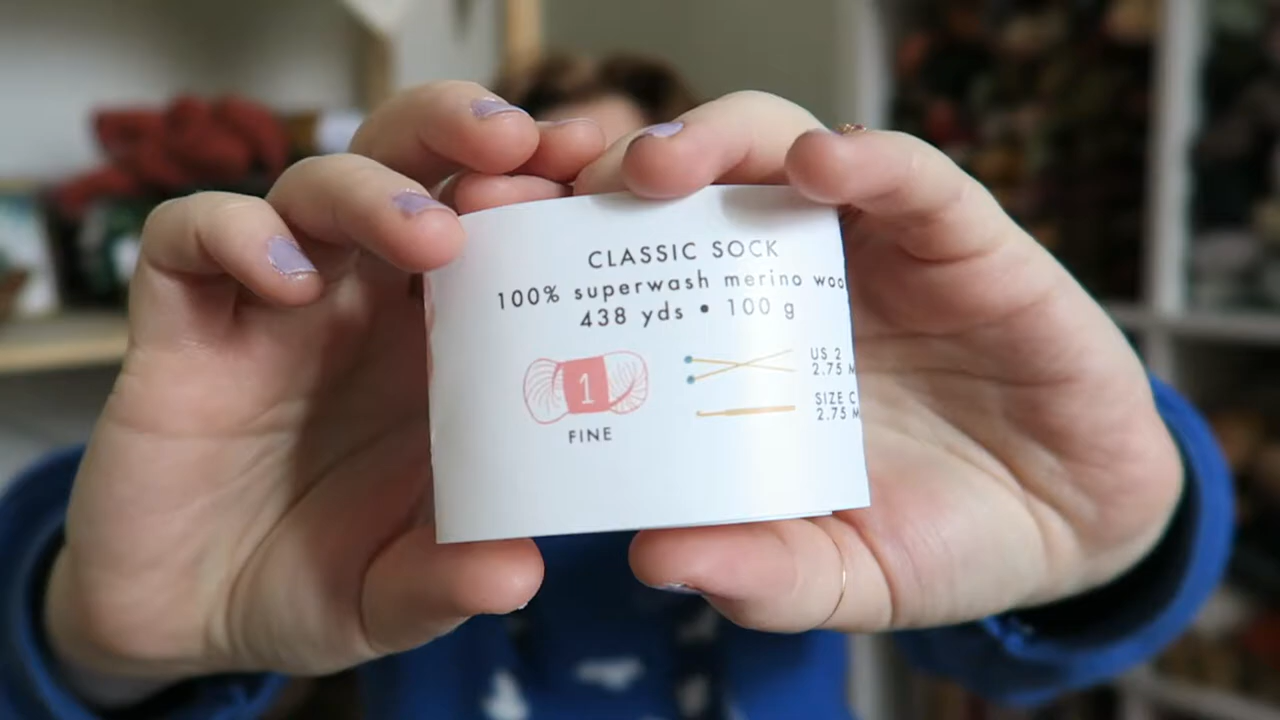 CLASSIC SOCK
100% superwash merino woo
438 yds • 100 g
1
FINE
US 2
2.75 M
SIZE C
2.75 M